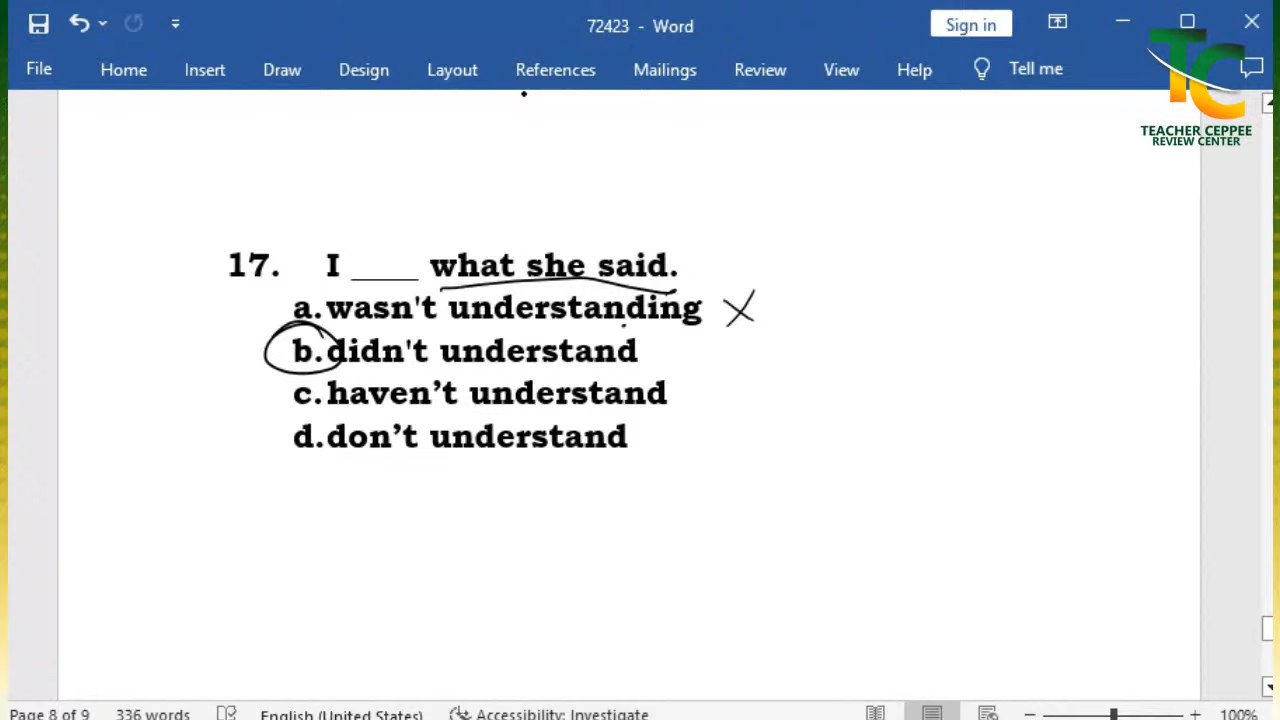 72423 - Word
Sign in
File Home Insert Draw Design Layout References Mailings Review View Help Tell me
TC
TEACHER CEPPEE
REVIEW CENTER
17. I ____ what she said.
a. wasn't understanding
b. didn't understand
c. haven’t understand
d. don’t understand
Page 8 of 9 336 words English (United States) Accessibility: Investigate 100%